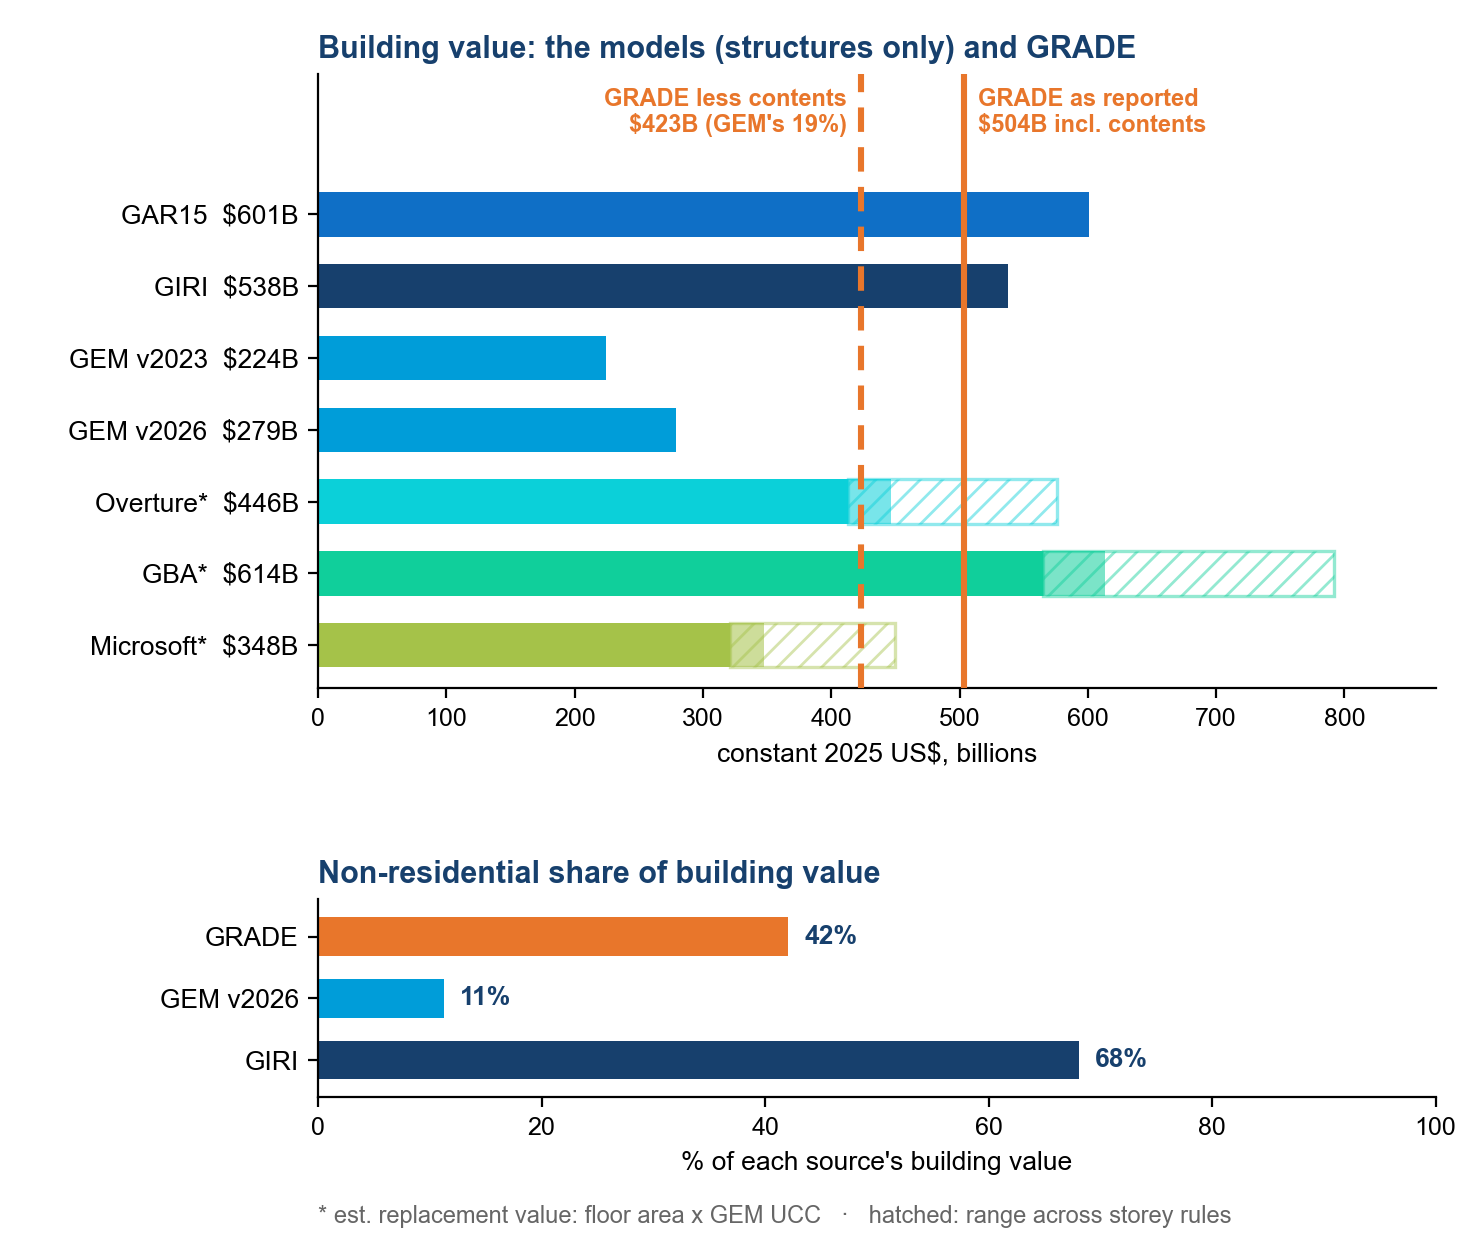 Building value: the models (structures only) and GRADE
GRADE less contents
$423B (GEM's 19%)
GRADE as reported
$504B incl. contents
GAR15 $601B
GIRI $538B
GEM v2023 $224B
GEM v2026 $279B
Overture* $446B
GBA* $614B
Microsoft* $348B
0 100 200 300 400 500 600 700 800
constant 2025 US$, billions
Non-residential share of building value
GRADE 42%
GEM v2026 11%
GIRI 68%
0 20 40 60 80 100
% of each source's building value
* est. replacement value: floor area x GEM UCC · hatched: range across storey rules